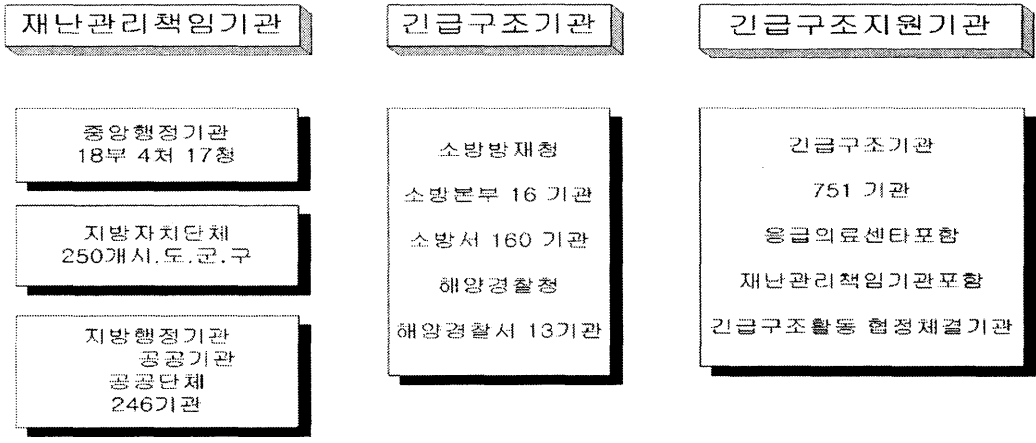 재난관리책임기관
중앙행정기관
18부 4처 17청
지방자치단체
250개시.도.군.구
지방행정기관
공공기관
공공단체
246기관
긴급구조기관
소방방재청
소방본부 16 기관
소방서 160 기관
해양경찰청
해양경찰서 13기관
긴급구조지원기관
긴급구조기관
751 기관
응급의료센타포함
재난관리책임기관포함
긴급구조활동 협정체결기관